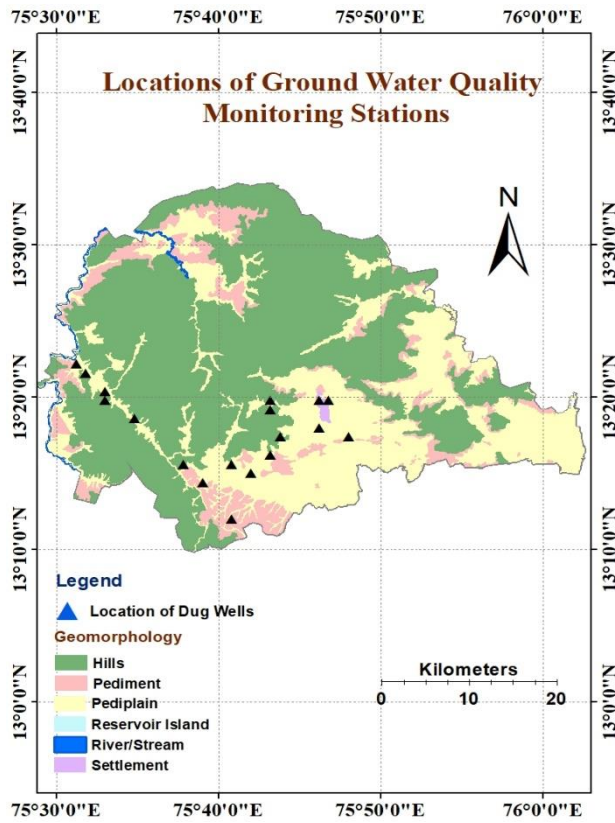 75°30'0"E 75°40'0"E 75°50'0"E 76°0'0"E
Locations of Ground Water Quality
Monitoring Stations
N
13°40'0"N 13°40'0"N
13°30'0"N 13°30'0"N
13°20'0"N 13°20'0"N
13°10'0"N 13°10'0"N
13°0'0"N 13°0'0"N
Legend
Location of Dug Wells
Geomorphology
Hills
Pediment
Pediplain
Reservoir Island
River/Stream
Settlement
Kilometers
0 10 20
75°30'0"E 75°40'0"E 75°50'0"E 76°0'0"E